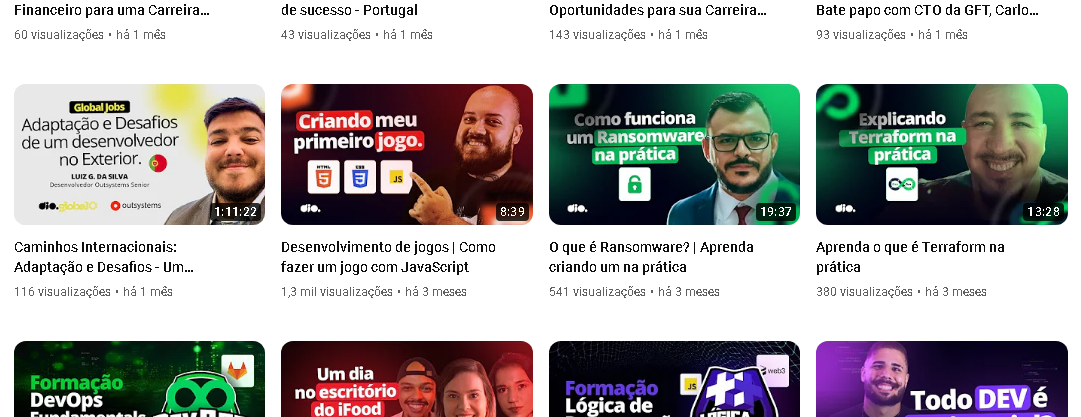 Financeiro para uma Carreira...
60 visualizações • há 1 mês
de sucesso - Portugal
43 visualizações • há 1 mês
Oportunidades para sua Carreira...
143 visualizações • há 1 mês
Bate papo com CTO da GFT, Carlo...
93 visualizações • há 1 mês
Global Jobs
Adaptação e Desafios
de um desenvolvedor
no Exterior.
LUIZ G. DA SILVA
Desenvolvedor Outsystems Senior
dio.globalO
outsystems
1:11:22
Caminhos Internacionais:
Adaptação e Desafios - Um...
116 visualizações • há 1 mês
Criando meu
primeiro jogo.
HTML
5
CSS
3
JS
dio.
8:39
Desenvolvimento de jogos | Como
fazer um jogo com JavaScript
1,3 mil visualizações • há 3 meses
Como funciona
um Ransomware
na prática
dio.
19:37
O que é Ransomware? | Aprenda
criando um na prática
541 visualizações • há 3 meses
Explicando
Terraform na
prática
dio.
13:28
Aprenda o que é Terraform na
prática
380 visualizações • há 3 meses
Formação
DevOps
Fundamentals
Um dia
no escritório
do iFood
Formação
Lógica de
JS
web3
LÓGICA
Todo DEV é